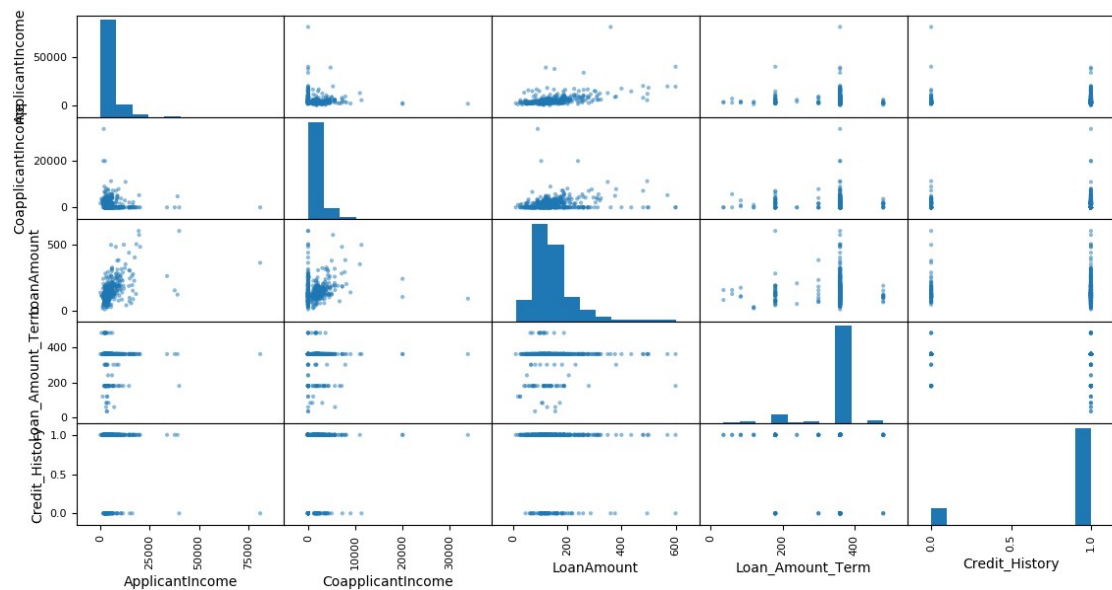 ApplicantIncome
50000
0
CoapplicantIncome
20000
0
LoanAmount
500
0
Loan_Amount_Term
400
200
0
Credit_History
1.0
0.5
0.0
0 25000 50000 75000 0 10000 20000 30000 0 200 400 600 0 200 400 0.0 0.5 1.0
ApplicantIncome CoapplicantIncome LoanAmount Loan_Amount_Term Credit_History